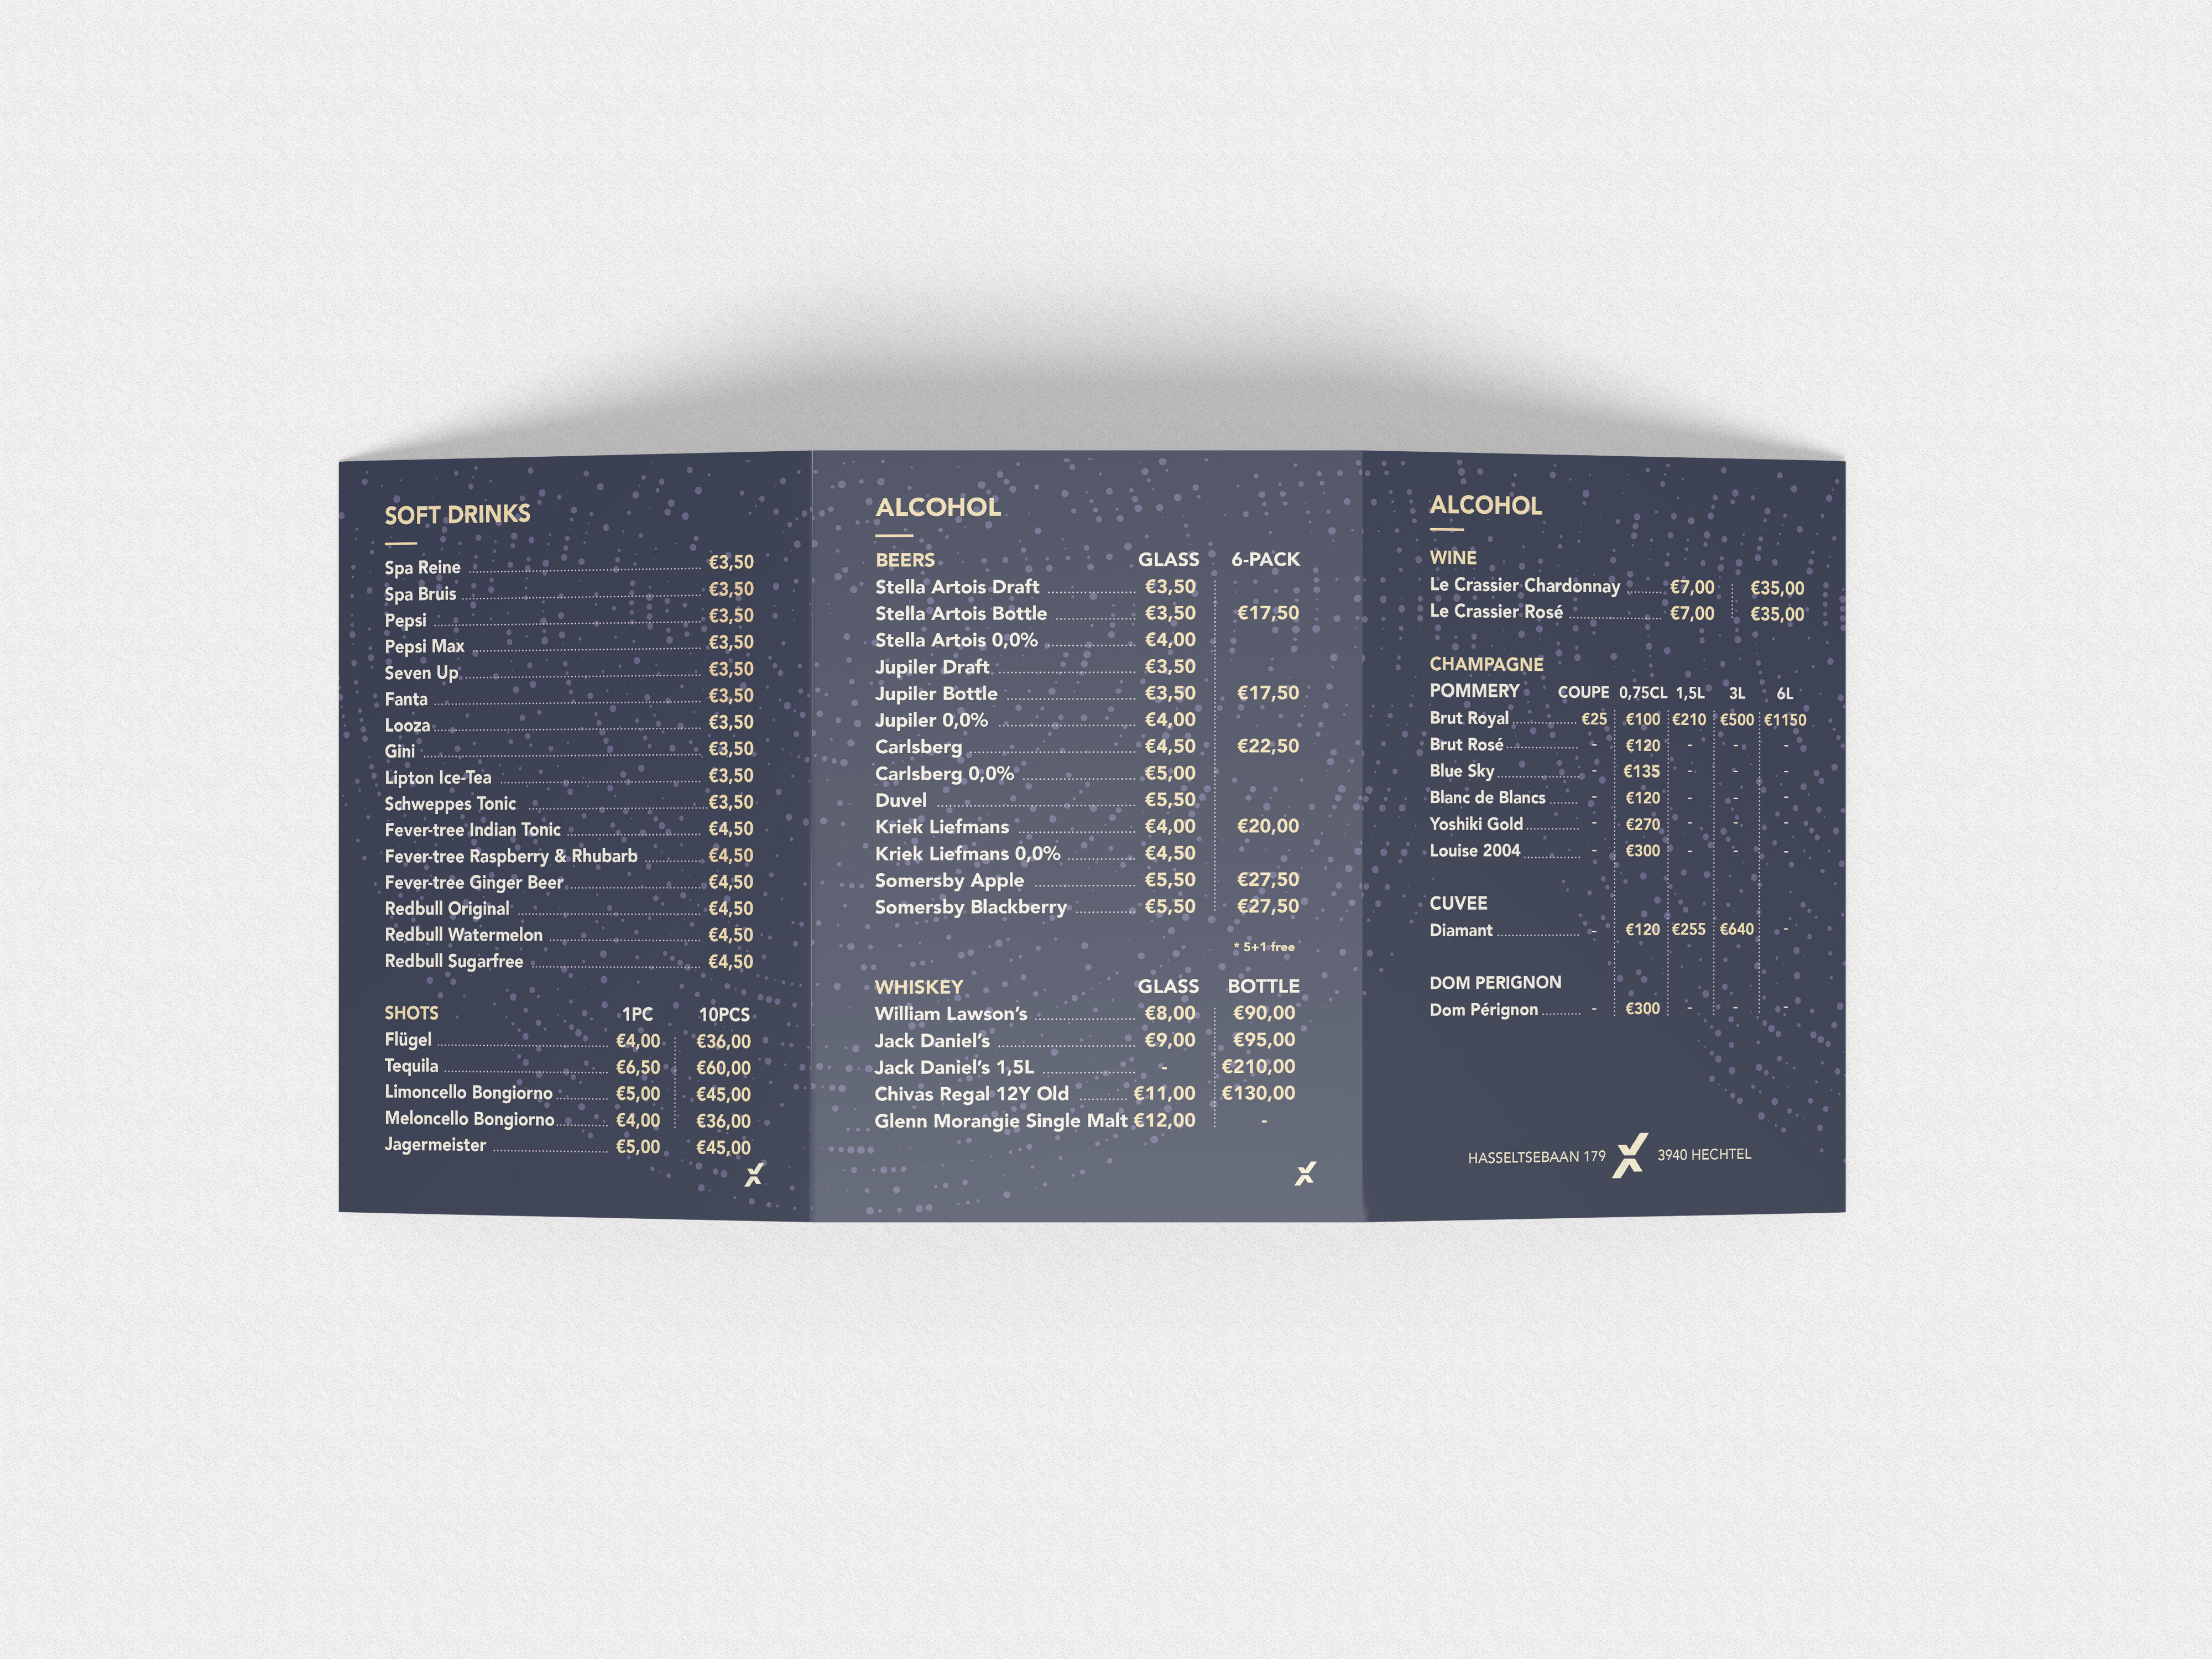 SOFT DRINKS
Spa Reine €3,50
Spa Bruis €3,50
Pepsi €3,50
Pepsi Max €3,50
Seven Up €3,50
Fanta €3,50
Looza €3,50
Gini €3,50
Lipton Ice-Tea €3,50
Schweppes Tonic €3,50
Fever-tree Indian Tonic €4,50
Fever-tree Raspberry & Rhubarb €4,50
Fever-tree Ginger Beer €4,50
Redbull Original €4,50
Redbull Watermelon €4,50
Redbull Sugarfree €4,50
SHOTS 1PC 10PCS
Flügel €4,00 €36,00
Tequila €6,50 €60,00
Limoncello Bongiorno €5,00 €45,00
Meloncello Bongiorno €4,00 €36,00
Jagermeister €5,00 €45,00
ALCOHOL
BEERS GLASS 6-PACK
Stella Artois Draft €3,50
Stella Artois Bottle €3,50 €17,50
Stella Artois 0,0% €4,00
Jupiler Draft €3,50
Jupiler Bottle €3,50 €17,50
Jupiler 0,0% €4,00
Carlsberg €4,50 €22,50
Carlsberg 0,0% €5,00
Duvel €5,50
Kriek Liefmans €4,00 €20,00
Kriek Liefmans 0,0% €4,50
Somersby Apple €5,50 €27,50
Somersby Blackberry €5,50 €27,50
* 5+1 free
WHISKEY GLASS BOTTLE
William Lawson's €8,00 €90,00
Jack Daniel's €9,00 €95,00
Jack Daniel's 1,5L - €210,00
Chivas Regal 12Y Old €11,00 €130,00
Glenn Morangie Single Malt €12,00 -
ALCOHOL
WINE
Le Crassier Chardonnay €7,00 €35,00
Le Crassier Rosé €7,00 €35,00
CHAMPAGNE
POMMERY COUPE 0,75CL 1,5L 3L 6L
Brut Royal €25 €100 €210 €500 €1150
Brut Rosé - €120 - - -
Blue Sky - €135 - - -
Blanc de Blancs - €120 - - -
Yoshiki Gold - €270 - - -
Louise 2004 - €300 - - -
CUVEE
Diamant - €120 €255 €640 -
DOM PERIGNON
Dom Pérignon - €300 - - -
HASSELTSEBAAN 179 X 3940 HECHTEL